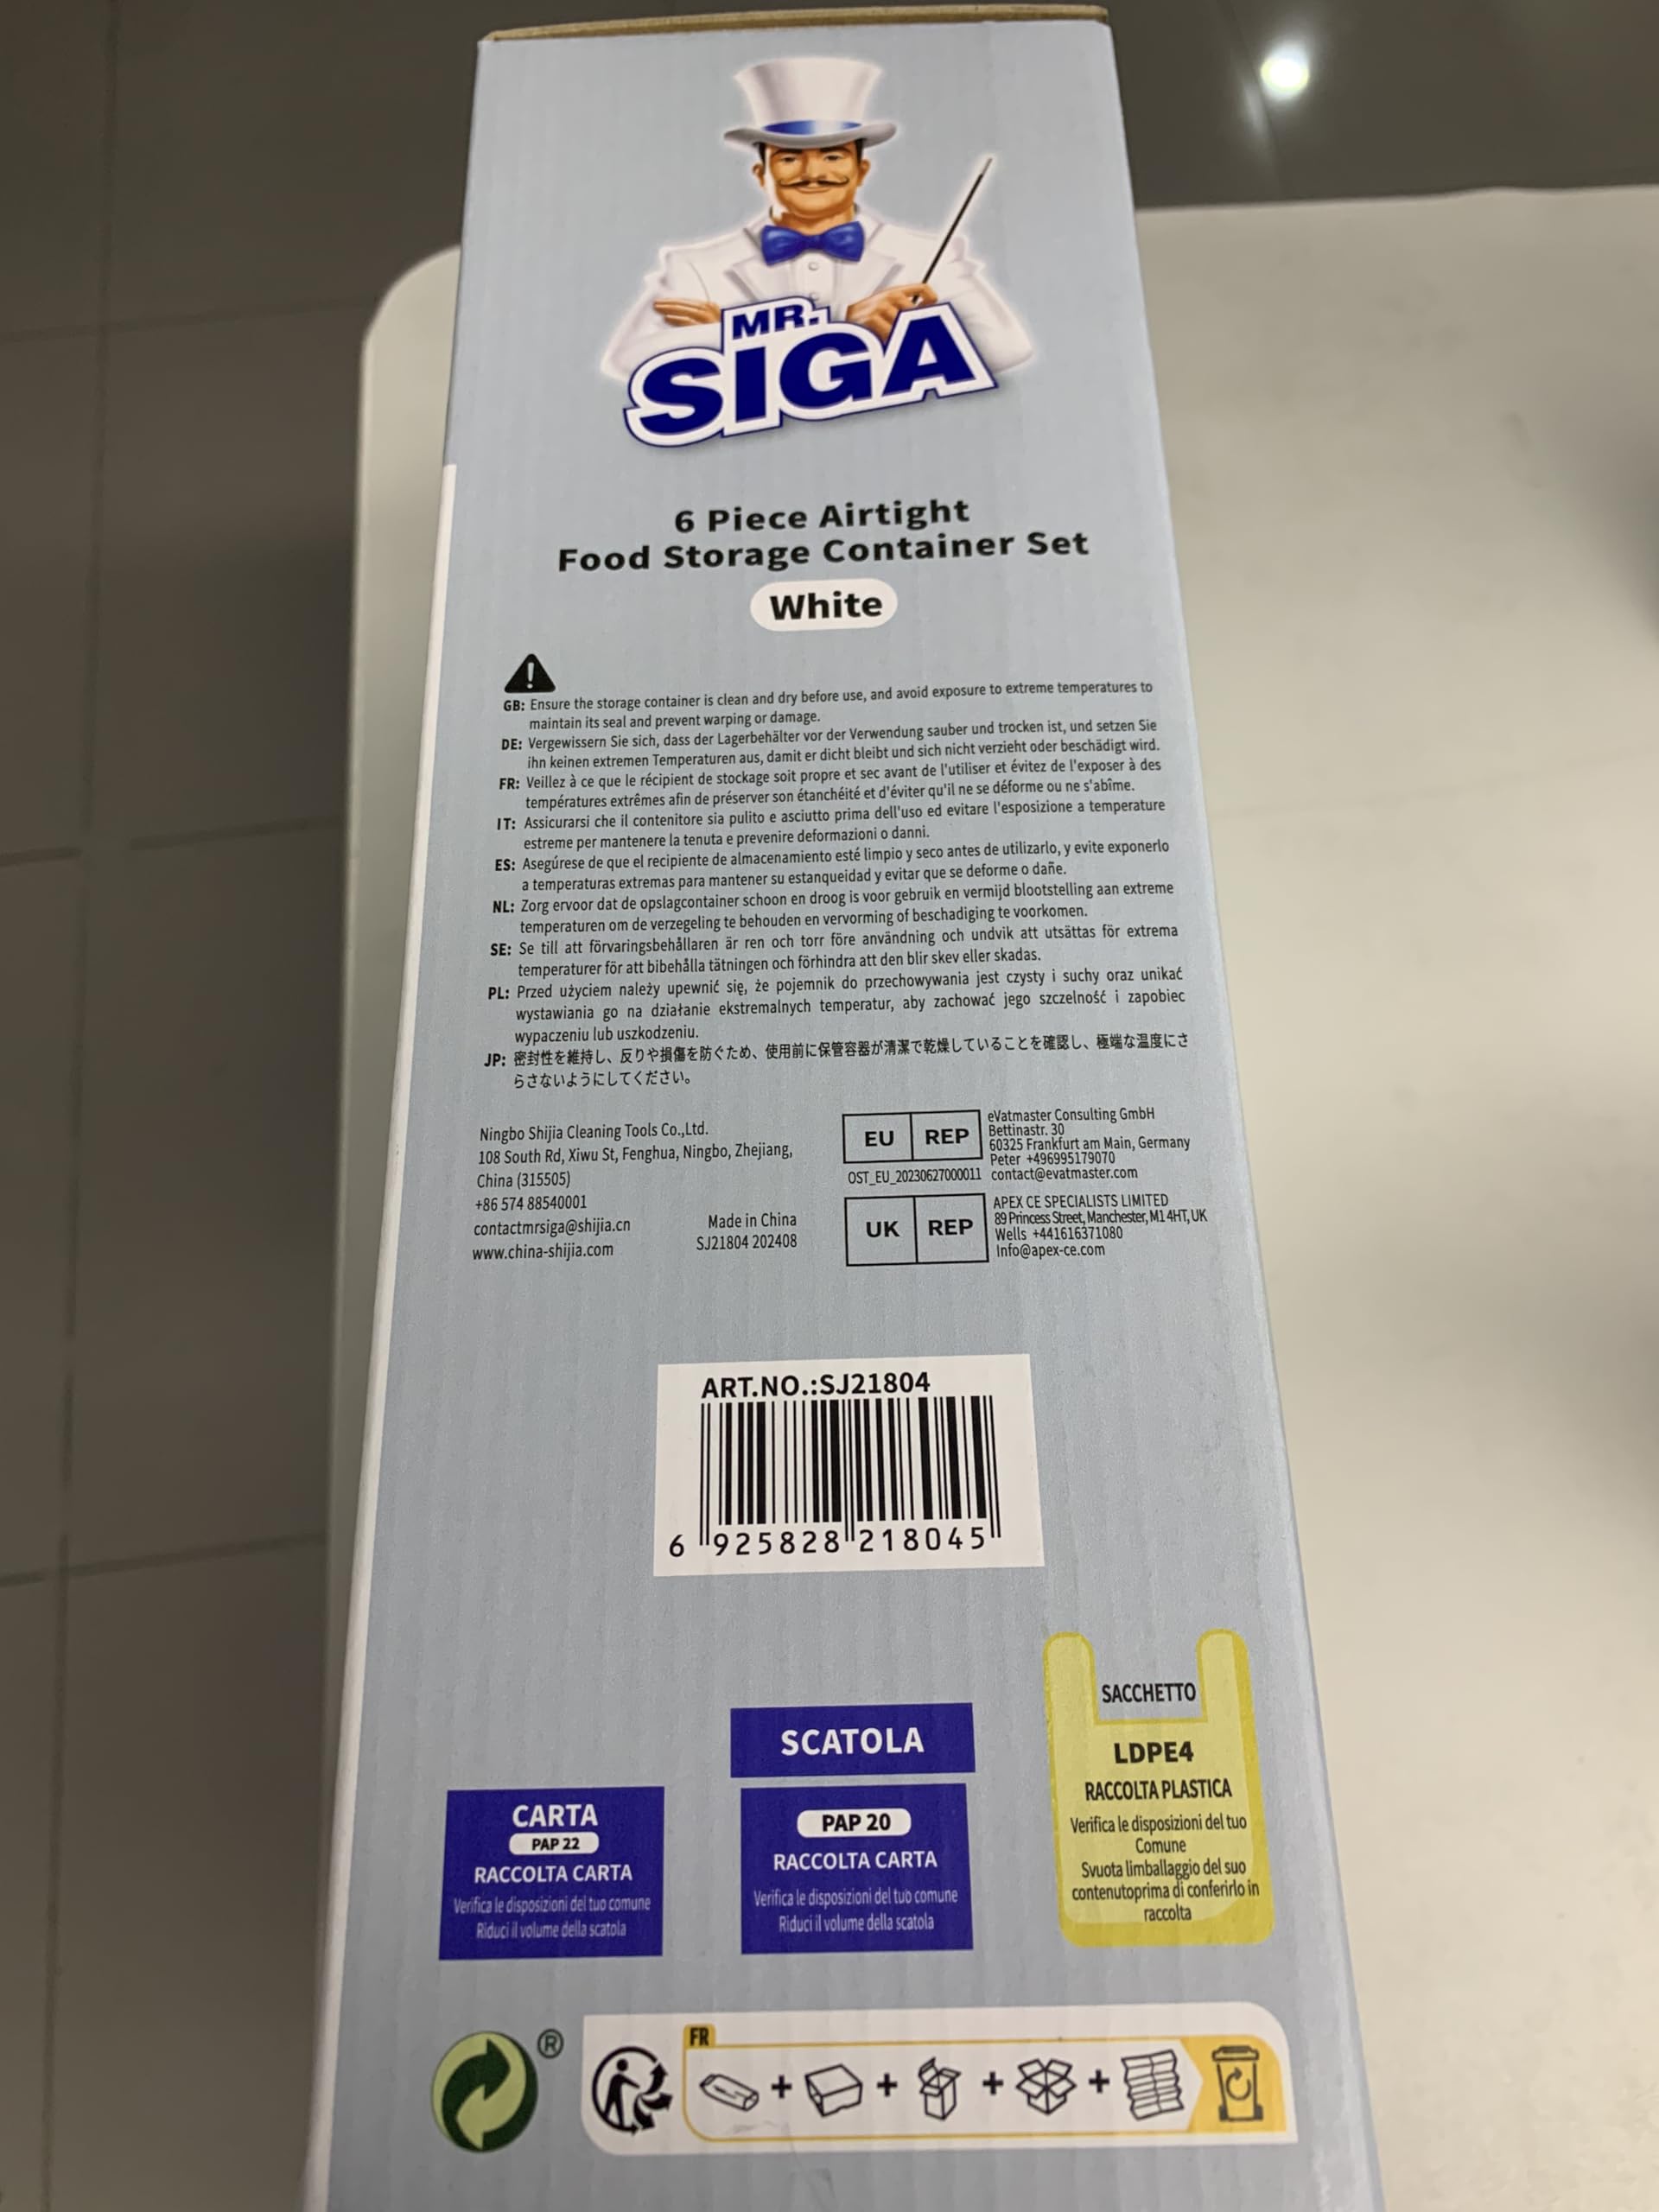 MR.
SIGA
6 Piece Airtight
Food Storage Container Set
White
GB: Ensure the storage container is clean and dry before use, and avoid exposure to extreme temperatures to
maintain its seal and prevent warping or damage.
DE: Vergewissern Sie sich, dass der Lagerbehälter vor der Verwendung sauber und trocken ist, und setzen Sie
ihn keinen extremen Temperaturen aus, damit er dicht bleibt und sich nicht verzieht oder beschädigt wird.
FR: Veillez à ce que le récipient de stockage soit propre et sec avant de l'utiliser et évitez de l'exposer à des
températures extrêmes afin de préserver son étanchéité et d'éviter qu'il ne se déforme ou ne s'abîme.
IT: Assicurarsi che il contenitore sia pulito e asciutto prima dell'uso ed evitare l'esposizione a temperature
estreme per mantenere la tenuta e prevenire deformazioni o danni.
ES: Asegúrese de que el recipiente de almacenamiento esté limpio y seco antes de utilizarlo, y evite exponerlo
a temperaturas extremas para mantener su estanqueidad y evitar que se deforme o dañe.
NL: Zorg ervoor dat de opslagcontainer schoon en droog is voor gebruik en vermijd blootstelling aan extreme
temperaturen om de verzegeling te behouden en vervorming of beschadiging te voorkomen.
SE: Se till att förvaringsbehållaren är ren och torr före användning och undvik att utsättas för extrema
temperaturer för att bibehålla tätningen och förhindra att den blir skev eller skadas.
PL: Przed użyciem należy upewnić się, że pojemnik do przechowywania jest czysty i suchy oraz unikać
wystawiania go na działanie ekstremalnych temperatur, aby zachować jego szczelność i zapobiec
wypaczeniu lub uszkodzeniu.
JP: 密封性を維持し、反りや損傷を防ぐため、使用前に保管容器が清潔で乾燥していることを確認し、極端な温度にさ
らさないようにしてください。
Ningbo Shijia Cleaning Tools Co.,Ltd.
108 South Rd, Xiwu St, Fenghua, Ningbo, Zhejiang,
China (315505)
+86 574 88540001
contactmrsiga@shijia.cn
www.china-shijia.com
Made in China
SJ21804 202408
EU REP
OST_EU_20230627000011
eVatmaster Consulting GmbH
Bettinastr. 30
60325 Frankfurt am Main, Germany
Peter +496995179070
contact@evatmaster.com
UK REP
APEX CE SPECIALISTS LIMITED
89 Princess Street, Manchester, M1 4HT, UK
Wells +441616371080
Info@apex-ce.com
ART.NO.:SJ21804
6 925828 218045
CARTA
PAP 22
RACCOLTA CARTA
Verifica le disposizioni del tuo comune
Riduci il volume della scatola
SCATOLA
PAP 20
RACCOLTA CARTA
Verifica le disposizioni del tuo comune
Riduci il volume della scatola
SACCHETTO
LDPE4
RACCOLTA PLASTICA
Verifica le disposizioni del tuo
Comune
Svuota limballaggio del suo
contenutoprima di conferirlo in
raccolta
®
FR